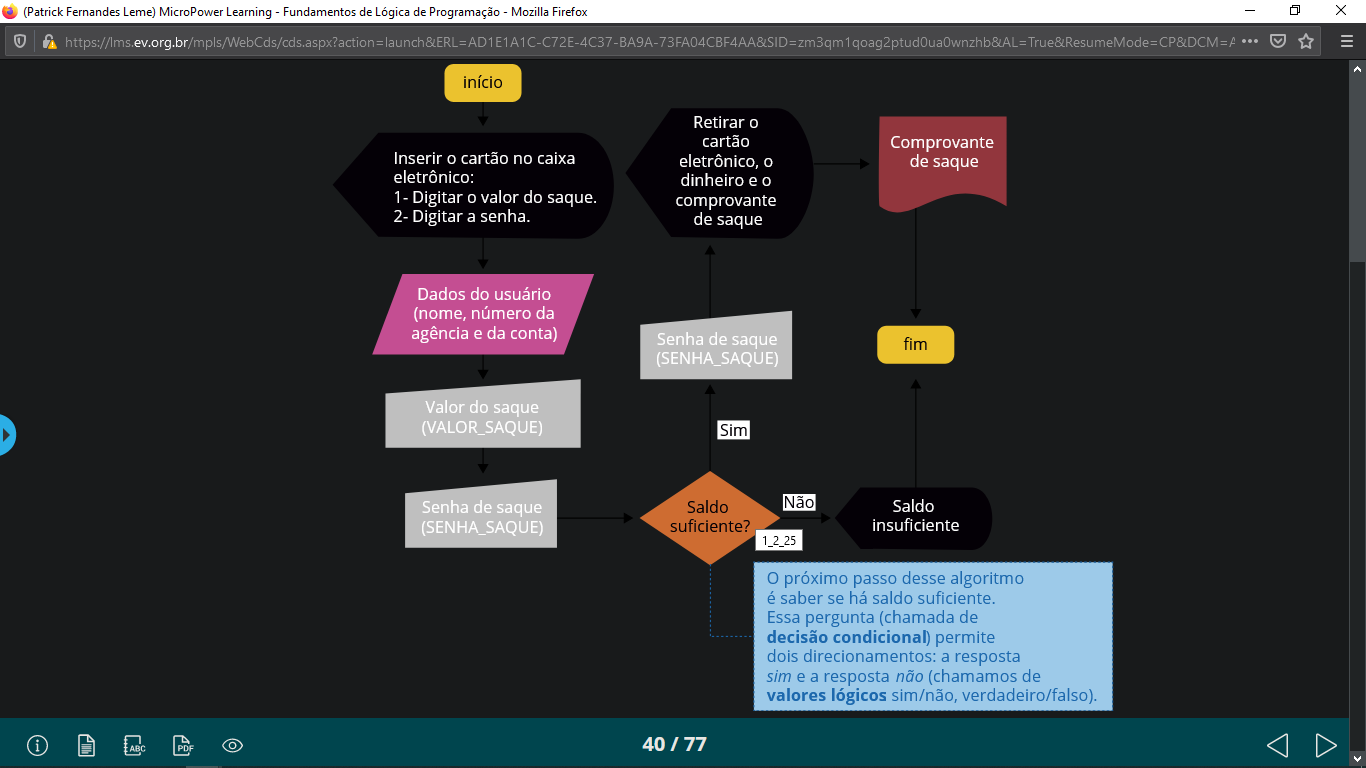 (Patrick Fernandes Leme) MicroPower Learning - Fundamentos de Lógica de Programação - Mozilla Firefox
https://lms.ev.org.br/mpls/WebCds/cds.aspx?action=launch&ERL=AD1E1A1C-C72E-4C37-BA9A-73FA04CBF4AA&SID=zm3qm1qoag2ptud0ua0wnzhb&AL=True&ResumeMode=CP&DCM=A
início
Inserir o cartão no caixa
eletrônico:
1- Digitar o valor do saque.
2- Digitar a senha.
Dados do usuário
(nome, número da
agência e da conta)
Valor do saque
(VALOR_SAQUE)
Senha de saque
(SENHA_SAQUE)
Saldo
suficiente?
1_2_25
Sim
Senha de saque
(SENHA_SAQUE)
Retirar o
cartão
eletrônico, o
dinheiro e o
comprovante
de saque
Comprovante
de saque
Não
Saldo
insuficiente
fim
O próximo passo desse algoritmo
é saber se há saldo suficiente.
Essa pergunta (chamada de
decisão condicional) permite
dois direcionamentos: a resposta
sim e a resposta não (chamamos de
valores lógicos: sim/não, verdadeiro/falso).
ABC
PDF
40 / 77